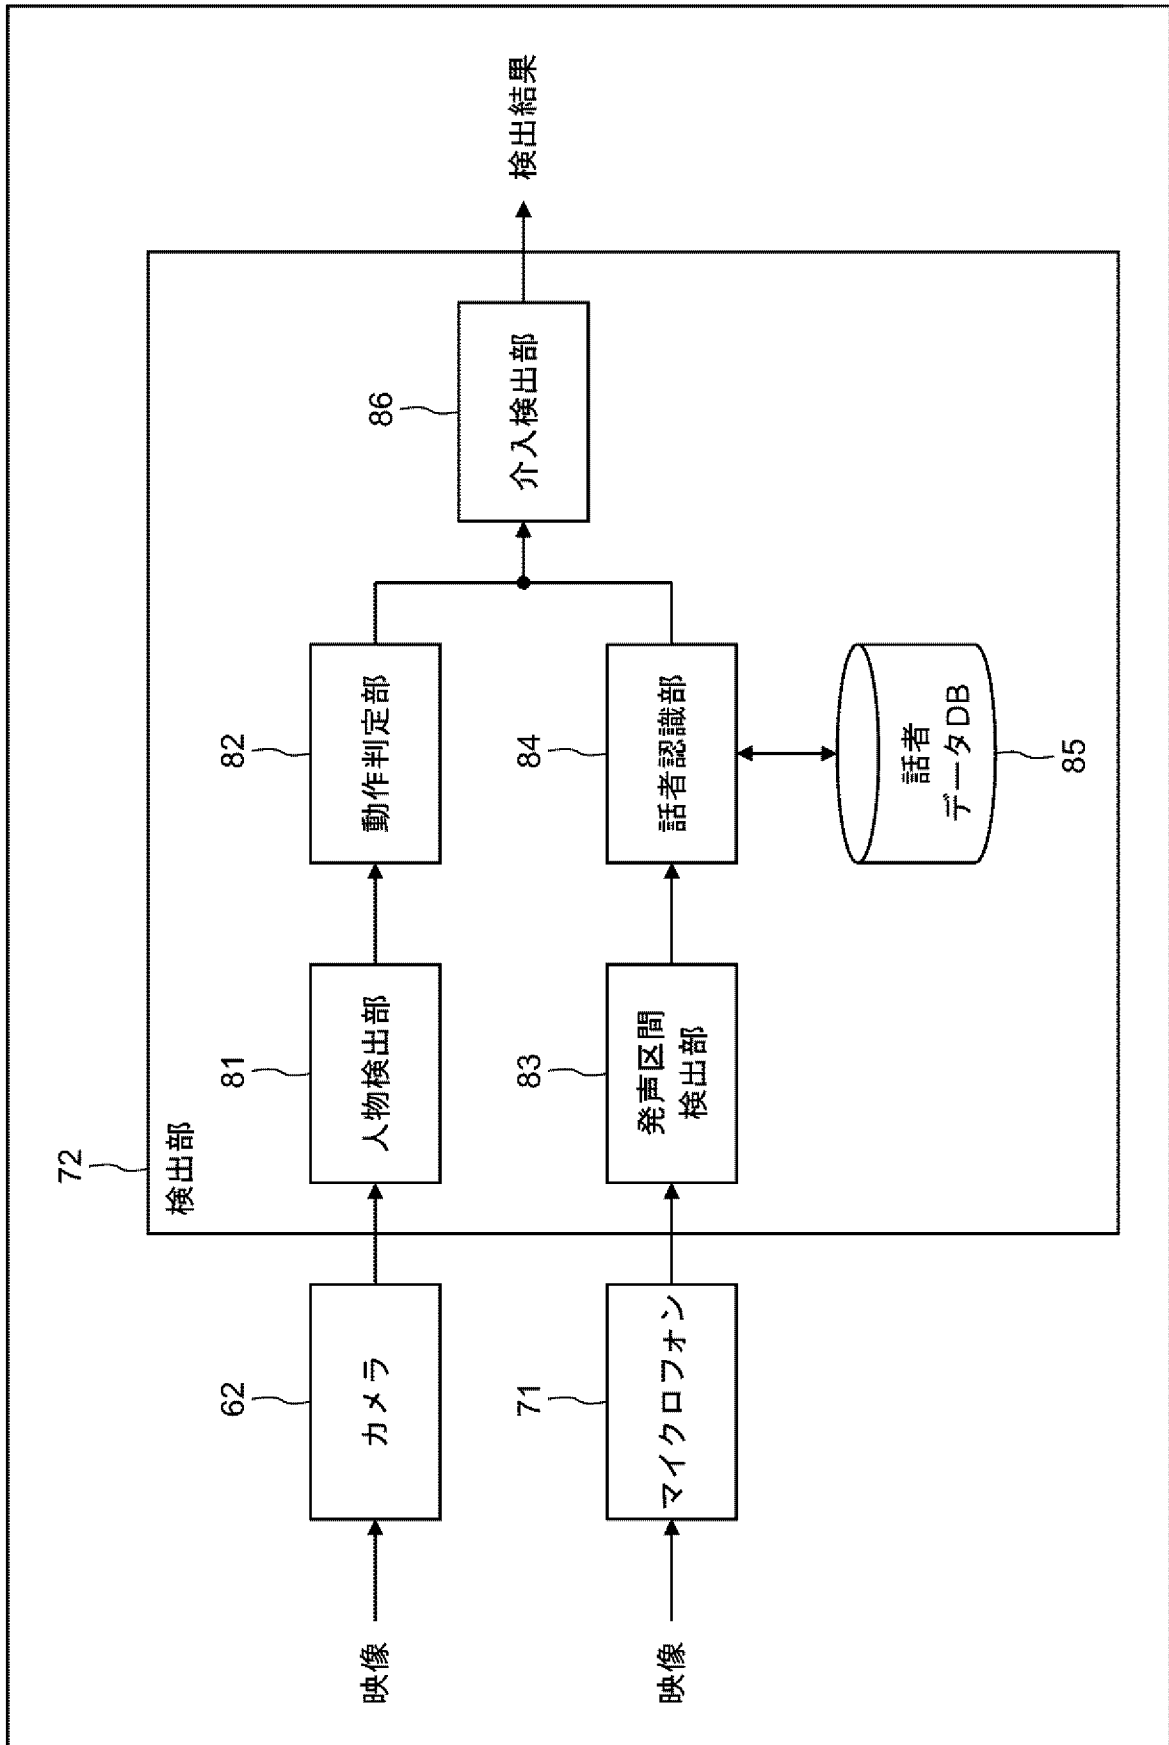 72
検出部
映像
62
カメラ
81
人物検出部
82
動作判定部
86
介入検出部
検出結果
映像
71
マイクロフォン
83
発声区間
検出部
84
話者認識部
話者
データDB
85